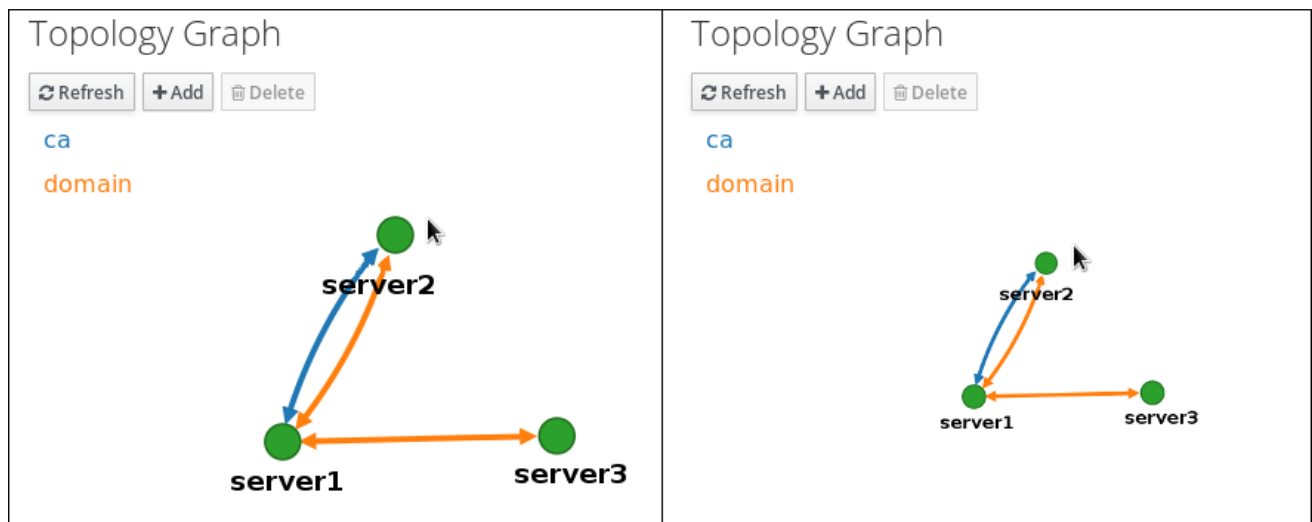 Topology Graph
Refresh Add Delete
ca
domain
server2
server1
server3
Topology Graph
Refresh Add Delete
ca
domain
server2
server1
server3